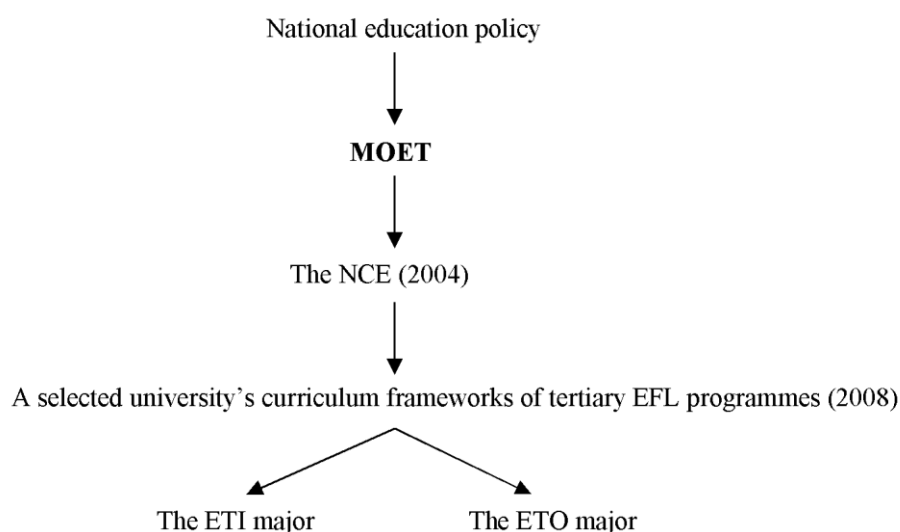 National education policy
MOET
The NCE (2004)
A selected university’s curriculum frameworks of tertiary EFL programmes (2008)
The ETI major
The ETO major